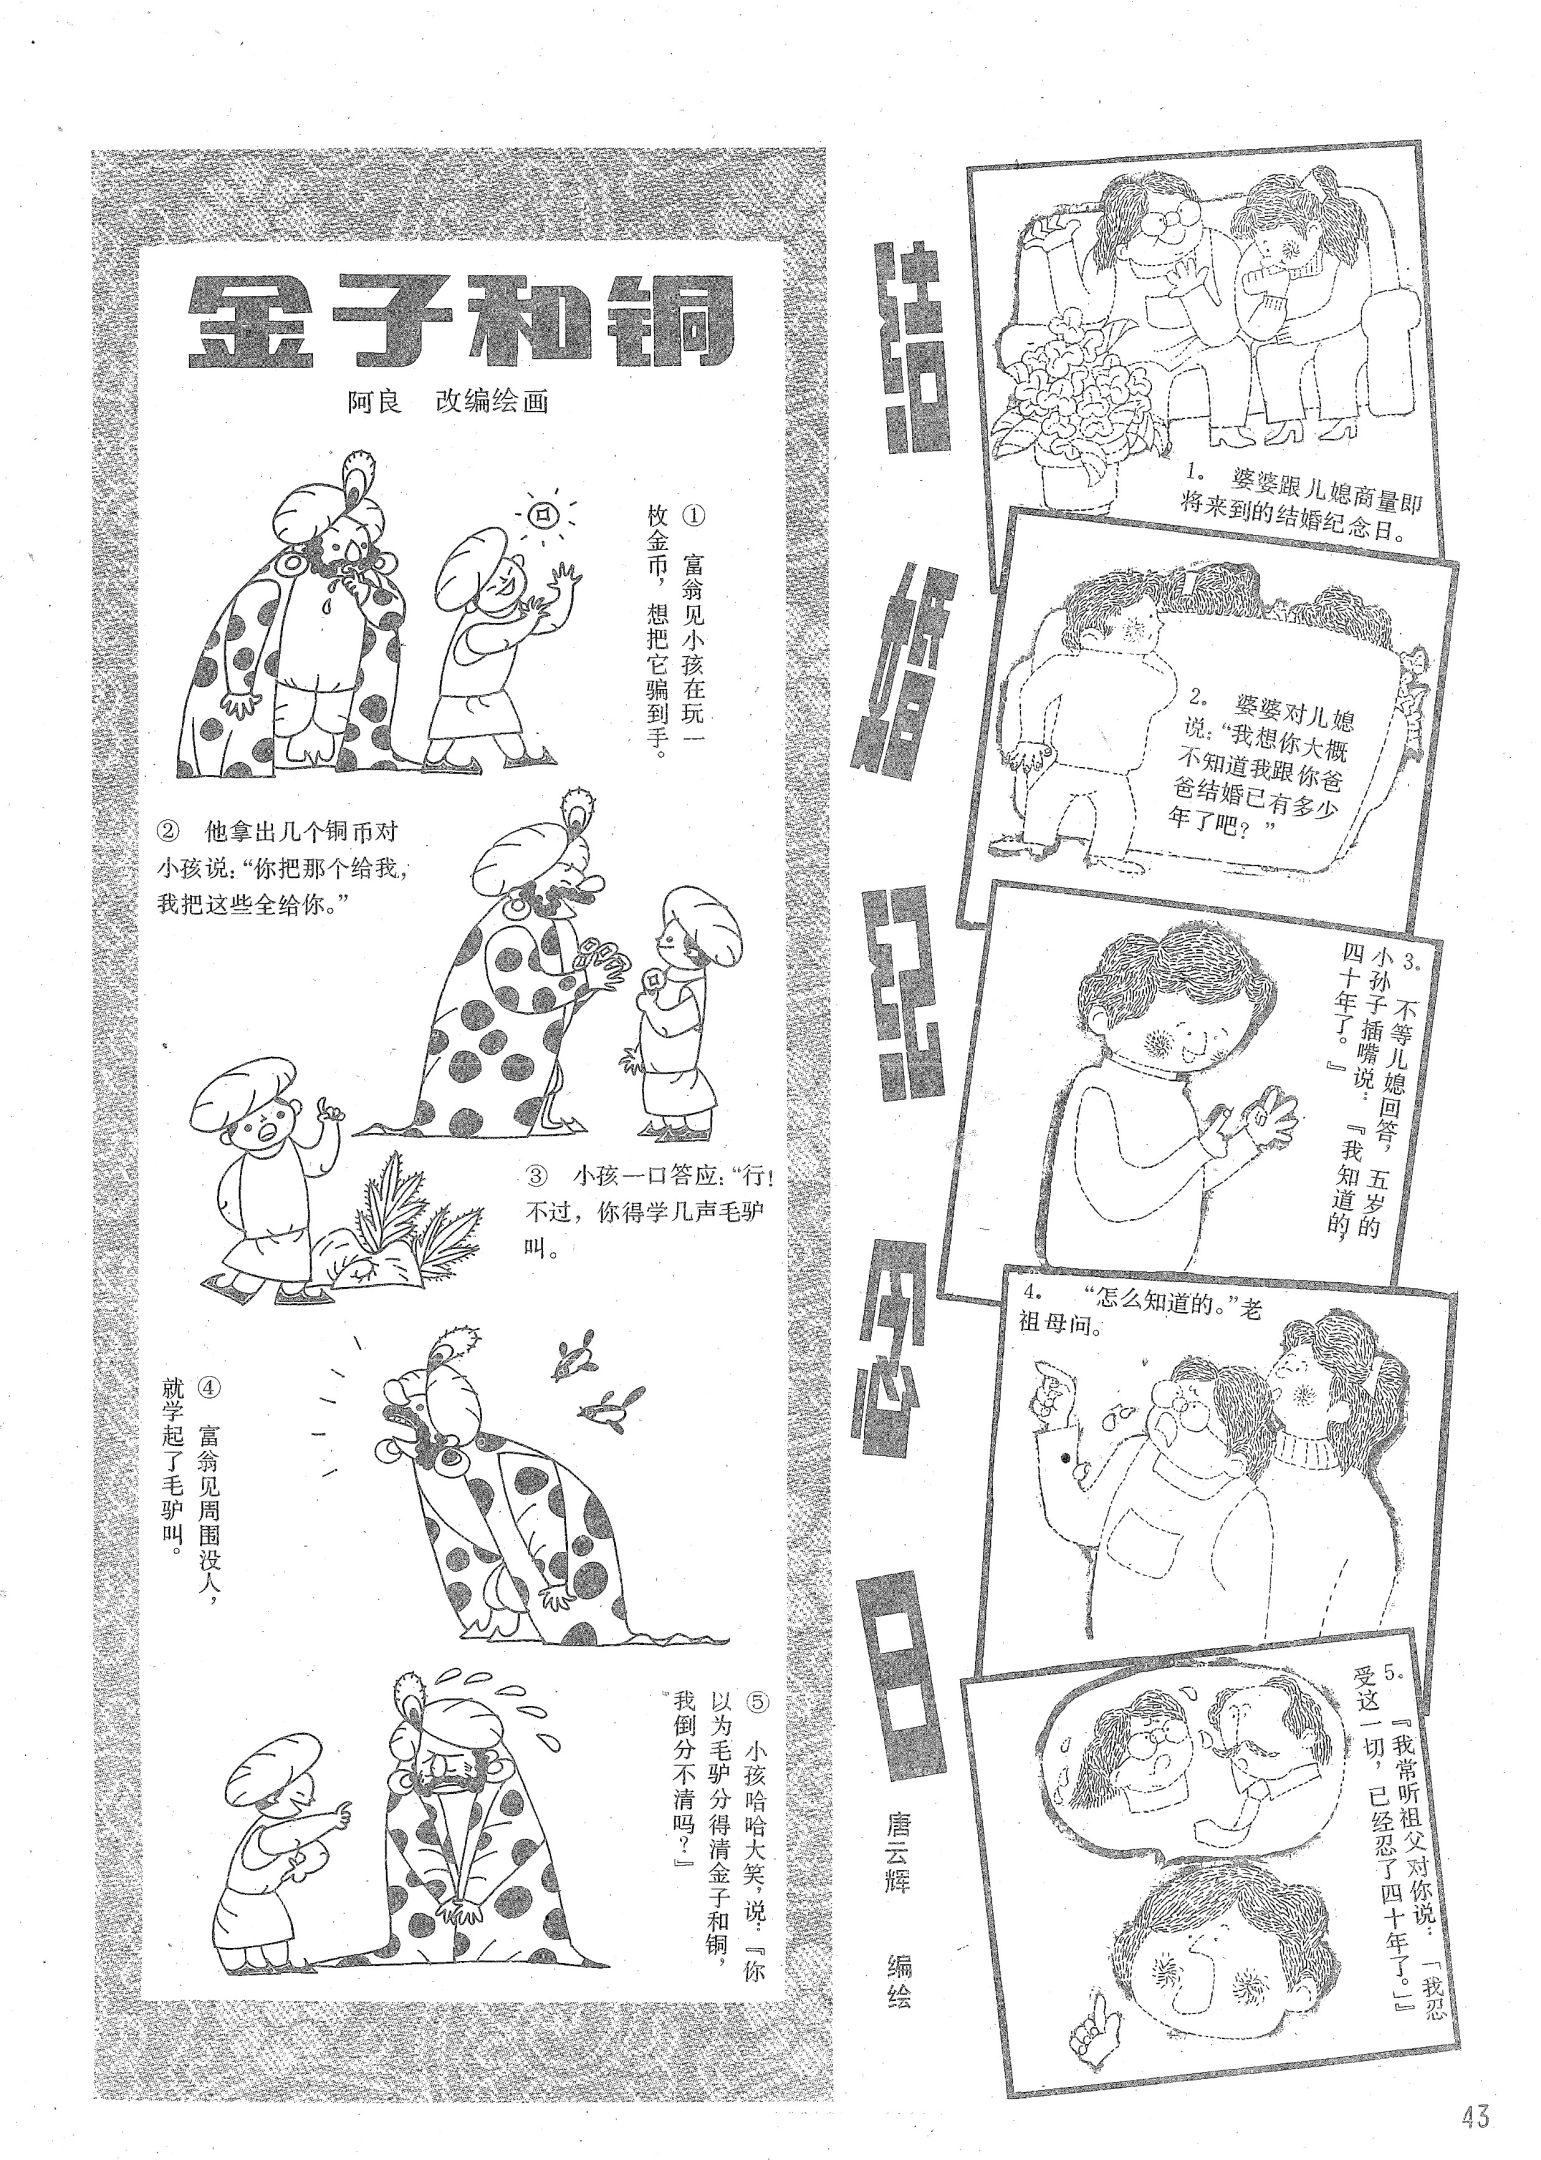 金子和铜
阿良　改编绘画
①　富翁见小孩在玩一
枚金币，想把它骗到手。
②　他拿出几个铜币对
小孩说：“你把那个给我，
我把这些全给你。”
③　小孩一口答应：“行！
不过，你得学几声毛驴
叫。
④　富翁见周围没人，
就学起了毛驴叫。
⑤　小孩哈哈大笑，说：『你
以为毛驴分得清金子和铜，
我倒分不清吗？』
结婚纪念日
唐云辉　编绘
1.　婆婆跟儿媳商量即
将来到的结婚纪念日。
2.　婆婆对儿媳
说：“我想你大概
不知道我跟你爸
爸结婚已有多少
年了吧？”
3.　不等儿媳回答，五岁的
小孙子插嘴说：『我知道的，
四十年了。』
4.　“怎么知道的。”老
祖母问。
5.　『我常听祖父对你说：「我忍
受这一切，已经忍了四十年了。」』
43